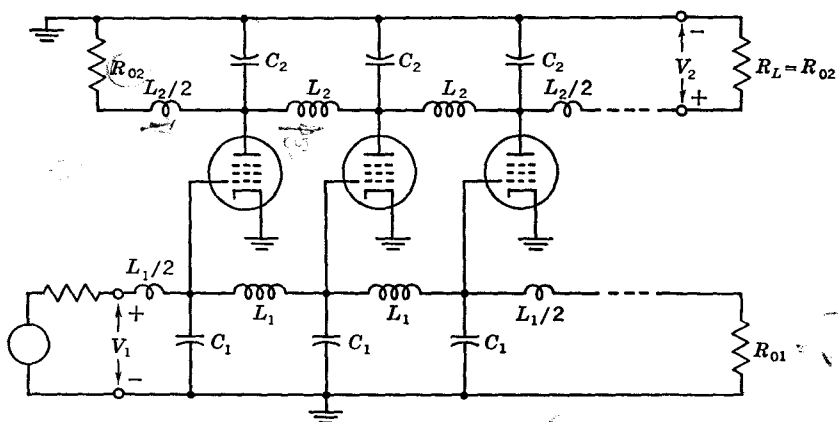 R02
C2
C2
C2
L2/2
L2
L2
L2/2
−
V2
+
RL = R02
L1/2
+
V1
−
C1
L1
C1
L1
C1
L1/2
R01